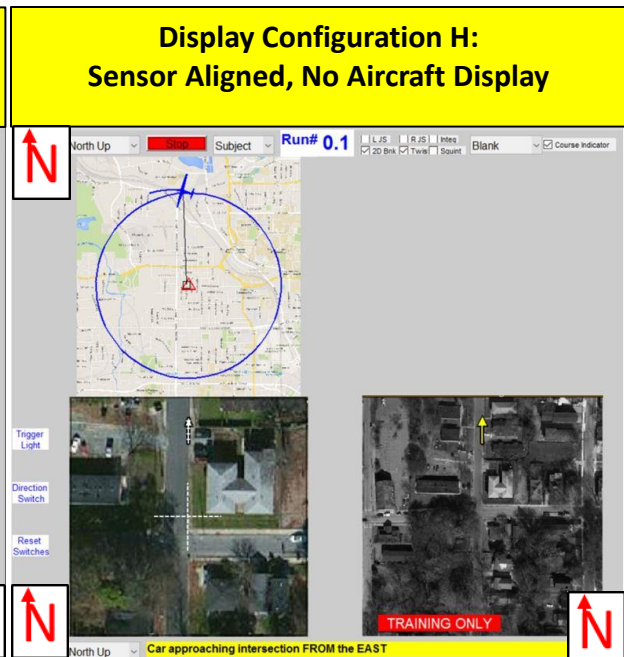 Display Configuration H:
Sensor Aligned, No Aircraft Display
N
North Up
Stop
Subject
Run# 0.1
L JS
R JS
Integ
2D Bnk
Twis
Squint
Blank
Course Indicator
Trigger
Light
Direction
Switch
Reset
Switches
TRAINING ONLY
N
N
North Up
Car approaching intersection FROM the EAST